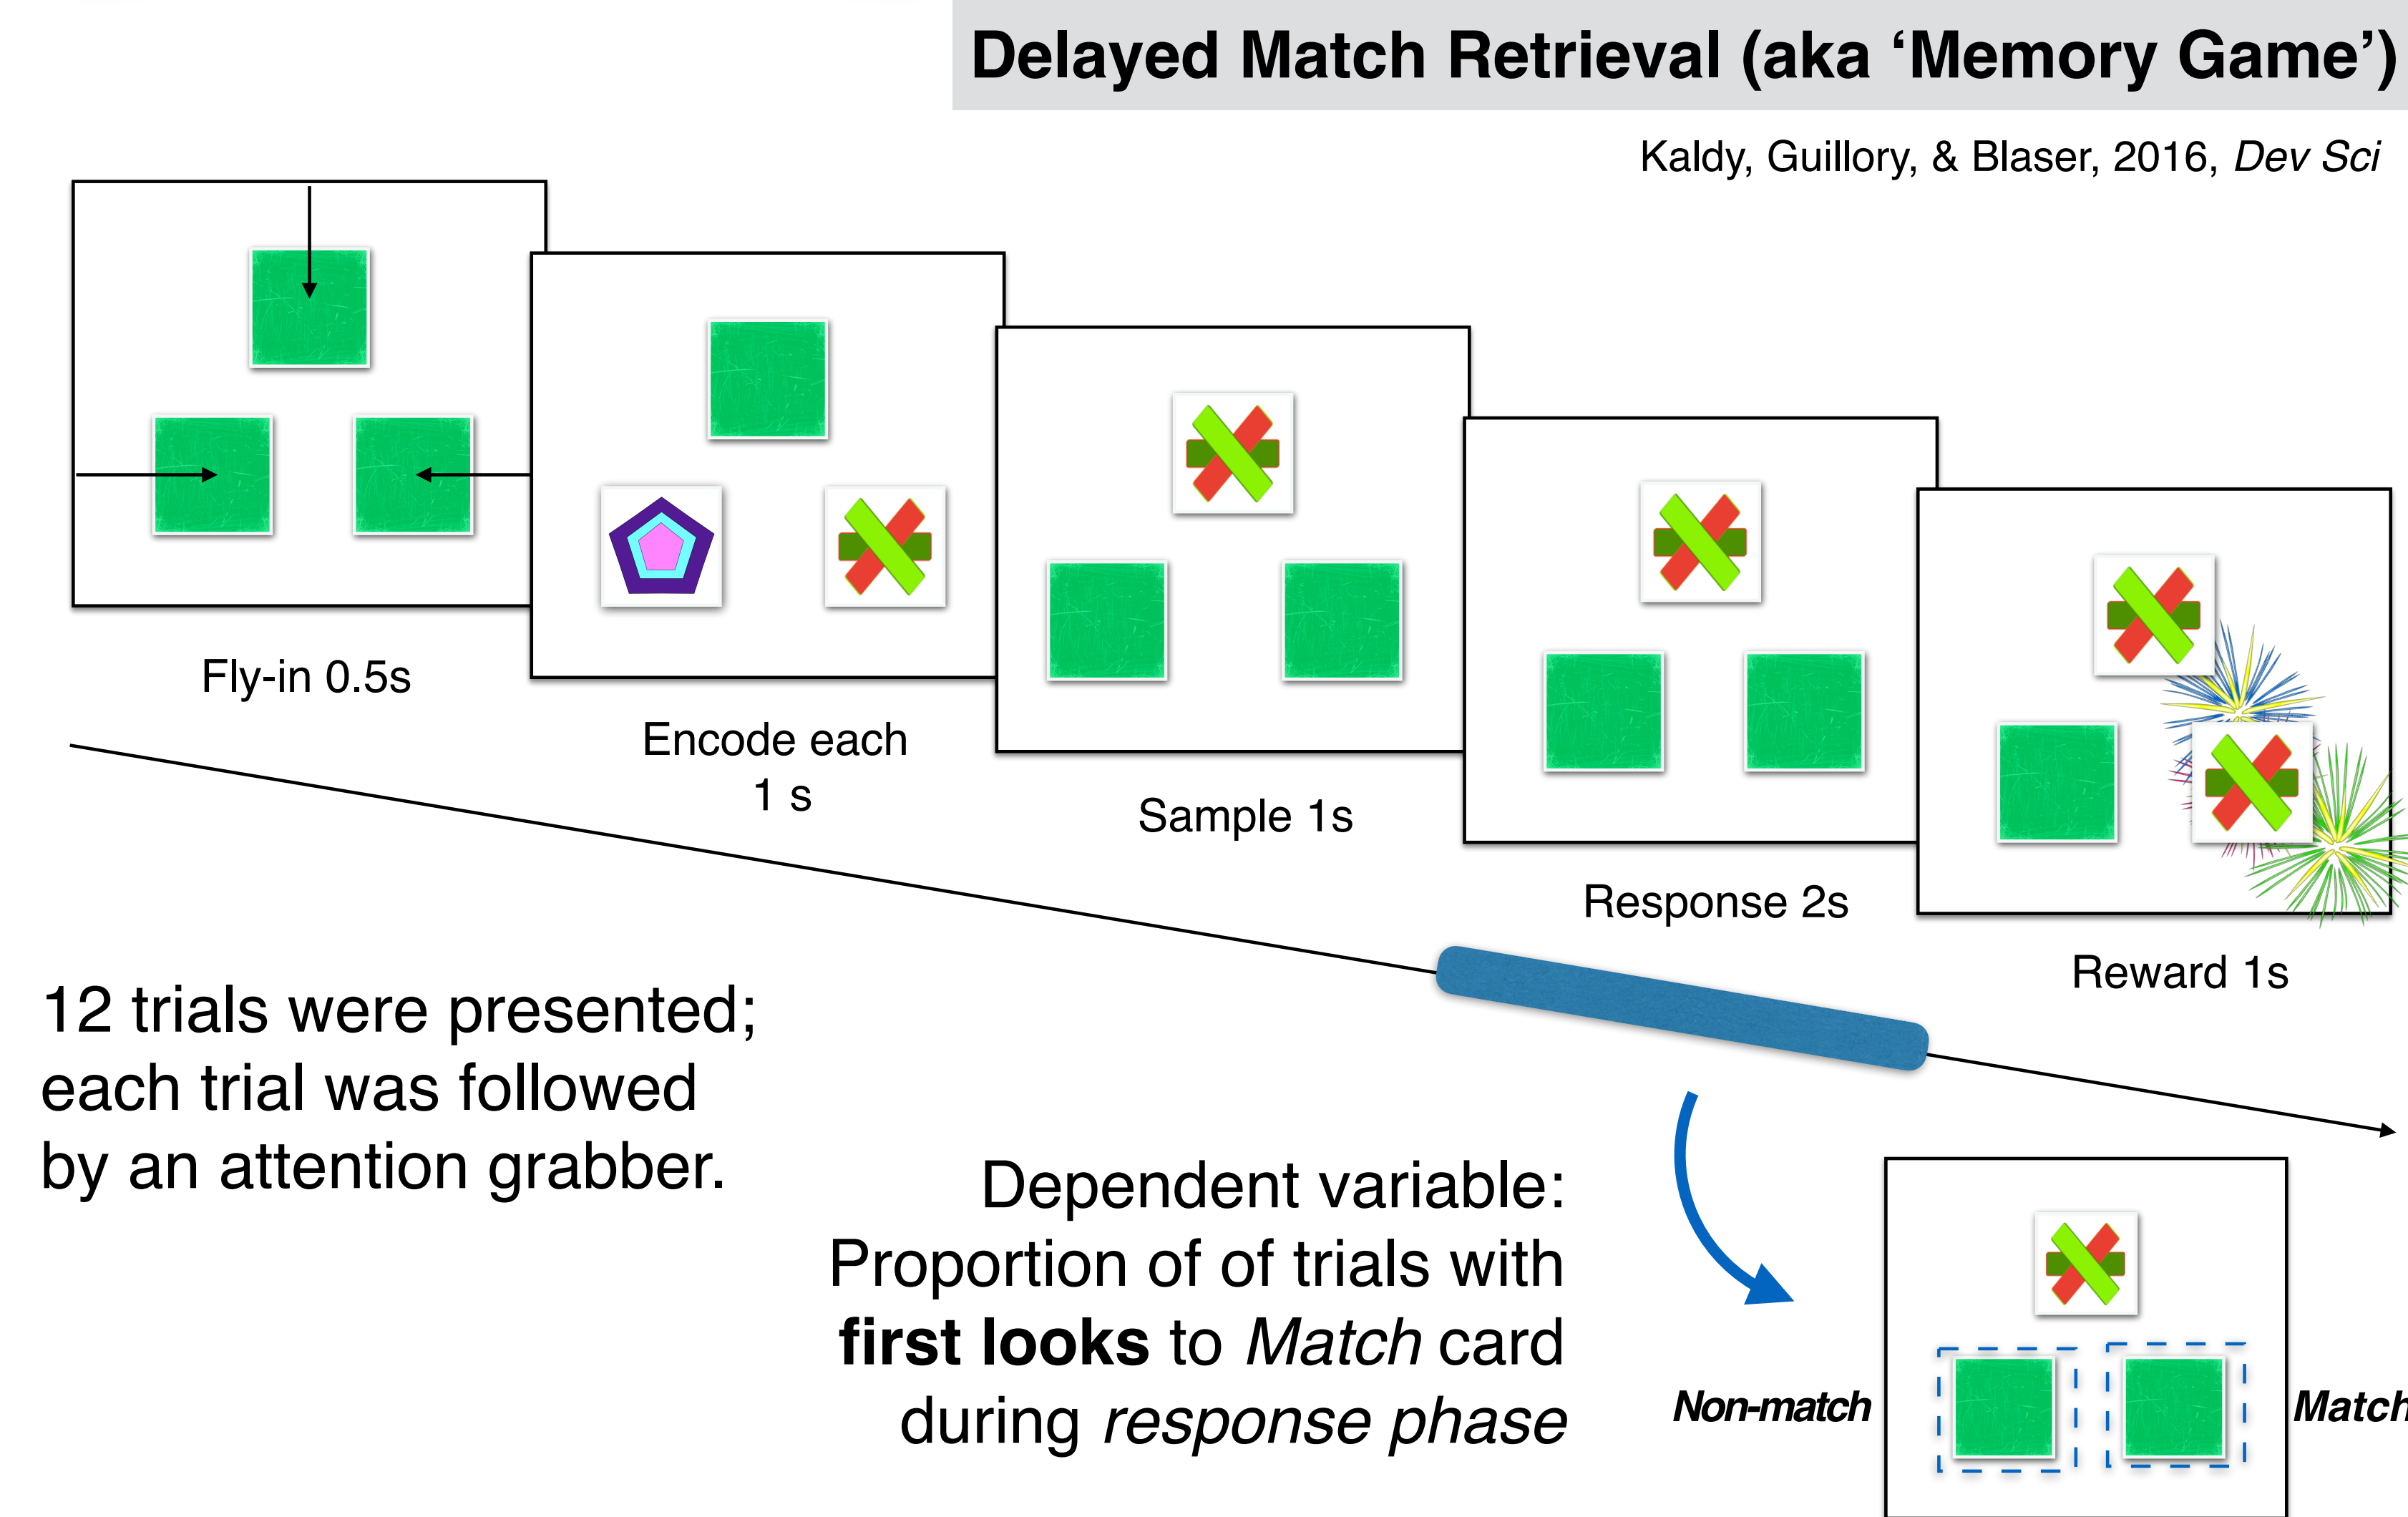 Delayed Match Retrieval (aka ‘Memory Game’)
Kaldy, Guillory, & Blaser, 2016, Dev Sci
Fly-in 0.5s
Encode each
1 s
Sample 1s
Response 2s
Reward 1s
12 trials were presented;
each trial was followed
by an attention grabber.
Dependent variable:
Proportion of of trials with
first looks to Match card
during response phase
Non-match
Match